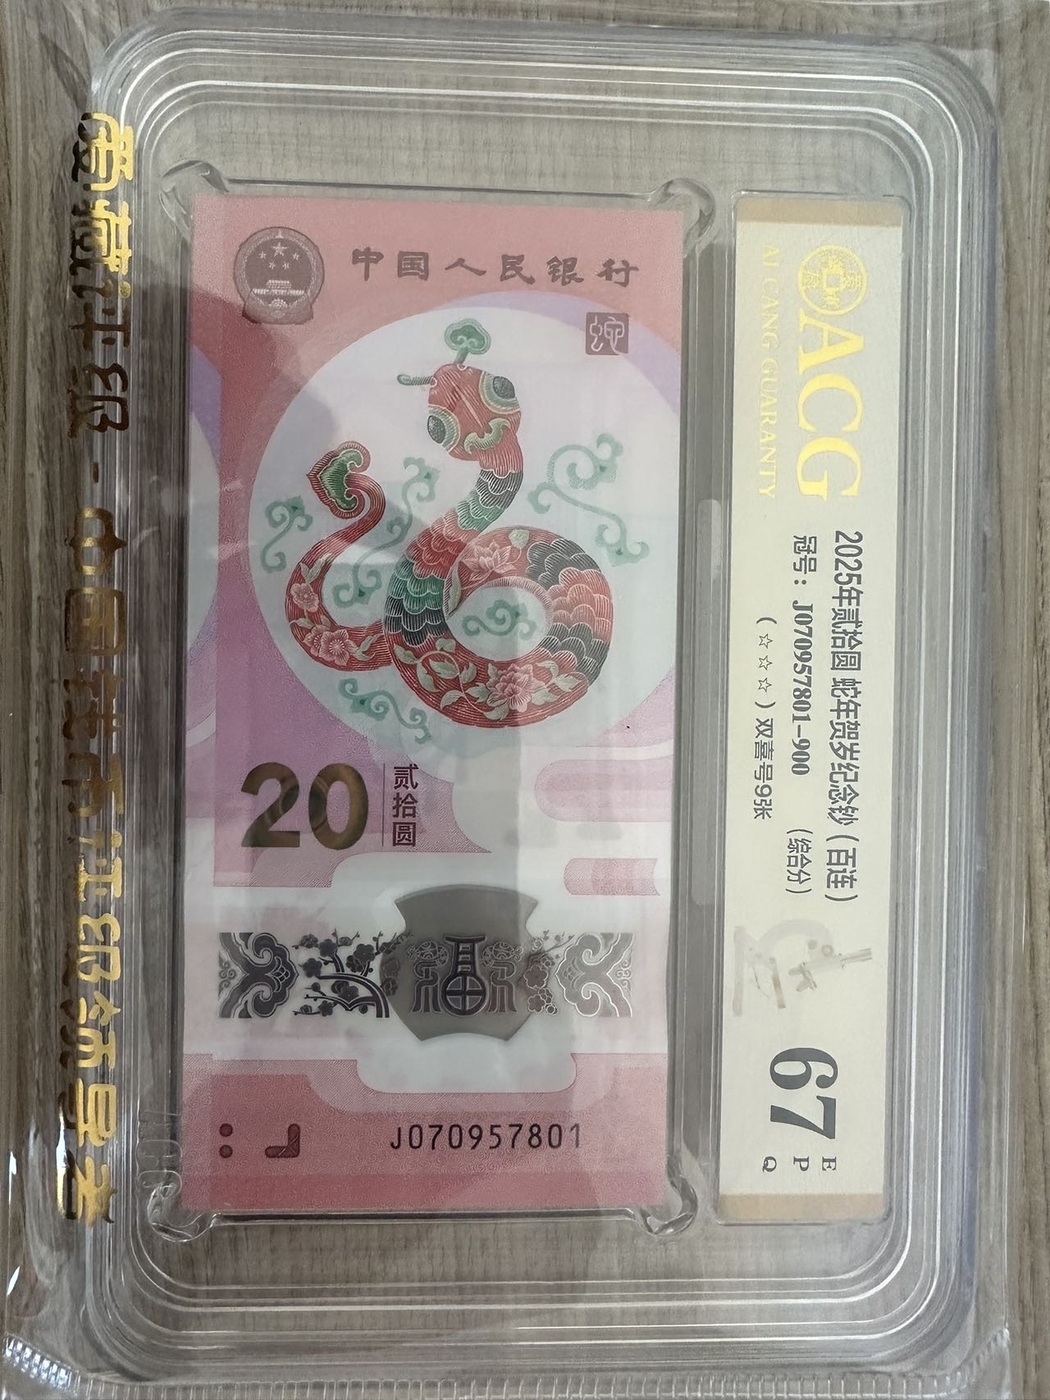 中国人民银行
蛇
20
贰拾圆
J070957801
ACG
AI CANG GUARANTY
2025年贰拾圆 蛇年贺岁纪念钞（百连）
冠号：J070957801-900
（综合分）
（☆☆☆）双喜号9张
67
E
P
Q
爱藏评级-中国钱币评级领导者